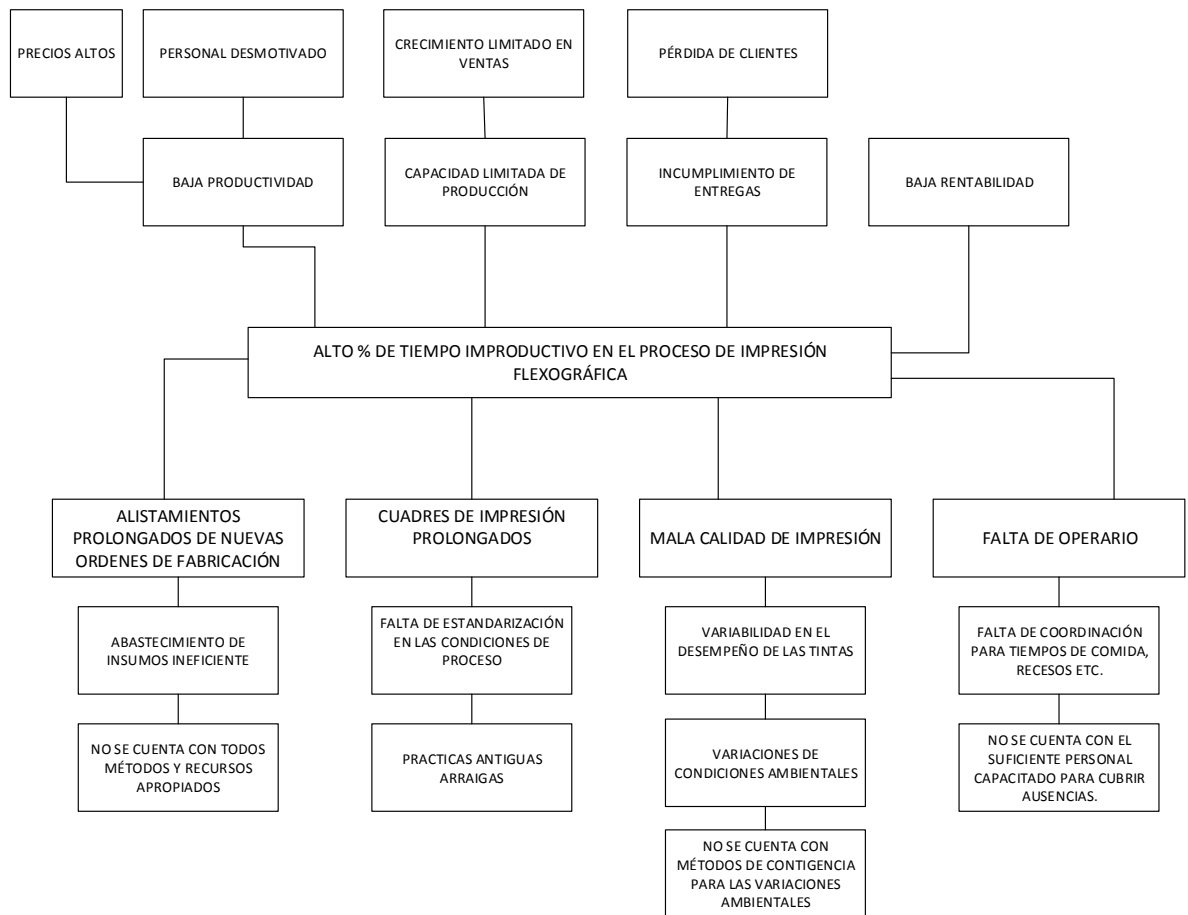 PRECIOS ALTOS
PERSONAL DESMOTIVADO
CRECIMIENTO LIMITADO EN
VENTAS
PÉRDIDA DE CLIENTES
BAJA PRODUCTIVIDAD
CAPACIDAD LIMITADA DE
PRODUCCIÓN
INCUMPLIMIENTO DE
ENTREGAS
BAJA RENTABILIDAD
ALTO % DE TIEMPO IMPRODUCTIVO EN EL PROCESO DE IMPRESIÓN
FLEXOGRÁFICA
ALISTAMIENTOS
PROLONGADOS DE NUEVAS
ORDENES DE FABRICACIÓN
CUADRES DE IMPRESIÓN
PROLONGADOS
MALA CALIDAD DE IMPRESIÓN
FALTA DE OPERARIO
ABASTECIMIENTO DE
INSUMOS INEFICIENTE
FALTA DE ESTANDARIZACIÓN
EN LAS CONDICIONES DE
PROCESO
VARIABILIDAD EN EL
DESEMPEÑO DE LAS TINTAS
FALTA DE COORDINACIÓN
PARA TIEMPOS DE COMIDA,
RECESOS ETC.
NO SE CUENTA CON TODOS
MÉTODOS Y RECURSOS
APROPIADOS
PRACTICAS ANTIGUAS
ARRAIGAS
VARIACIONES DE
CONDICIONES AMBIENTALES
NO SE CUENTA CON EL
SUFICIENTE PERSONAL
CAPACITADO PARA CUBRIR
AUSENCIAS.
NO SE CUENTA CON
MÉTODOS DE CONTIGENCIA
PARA LAS VARIACIONES
AMBIENTALES